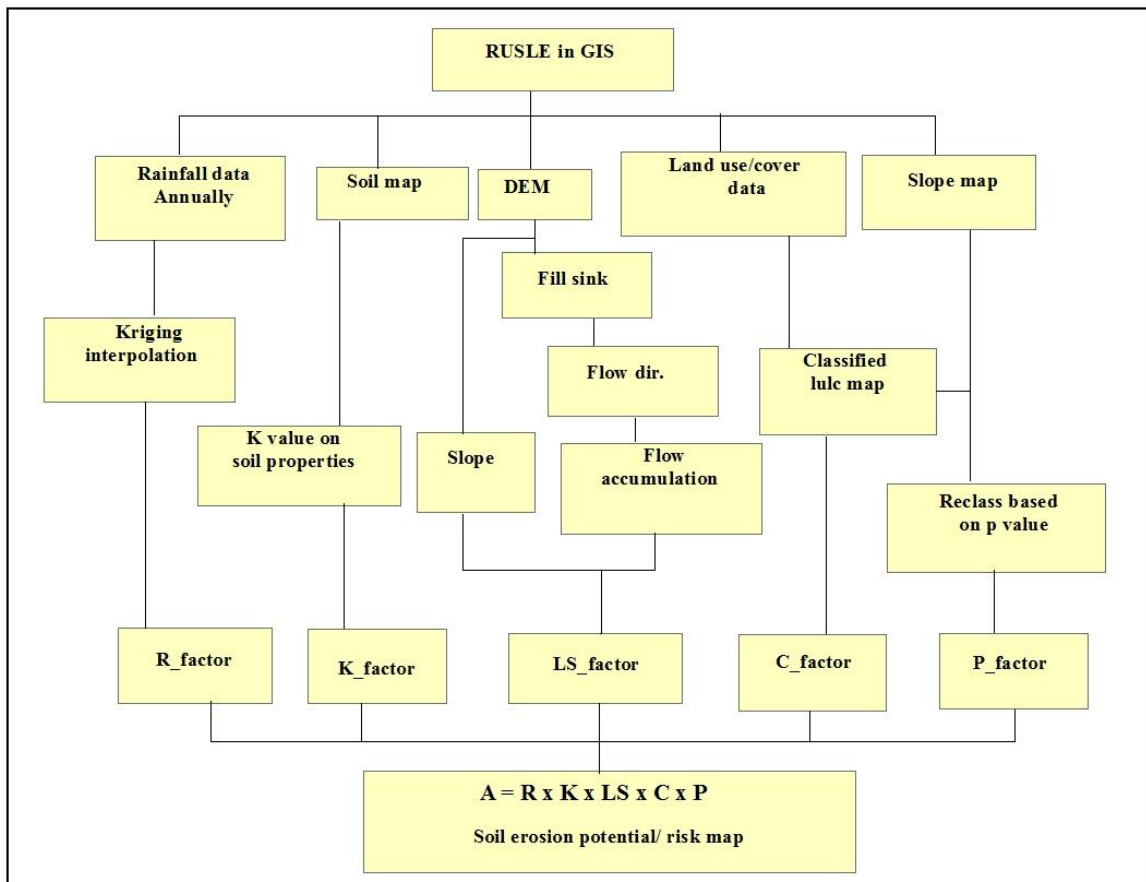 RUSLE in GIS
Rainfall data
Annually
Soil map
DEM
Land use/cover
data
Slope map
Fill sink
Kriging
interpolation
Flow dir.
Classified
lulc map
K value on
soil properties
Slope
Flow
accumulation
Reclass based
on p value
R_factor
K_factor
LS_factor
C_factor
P_factor
A = R x K x LS x C x P
Soil erosion potential/ risk map